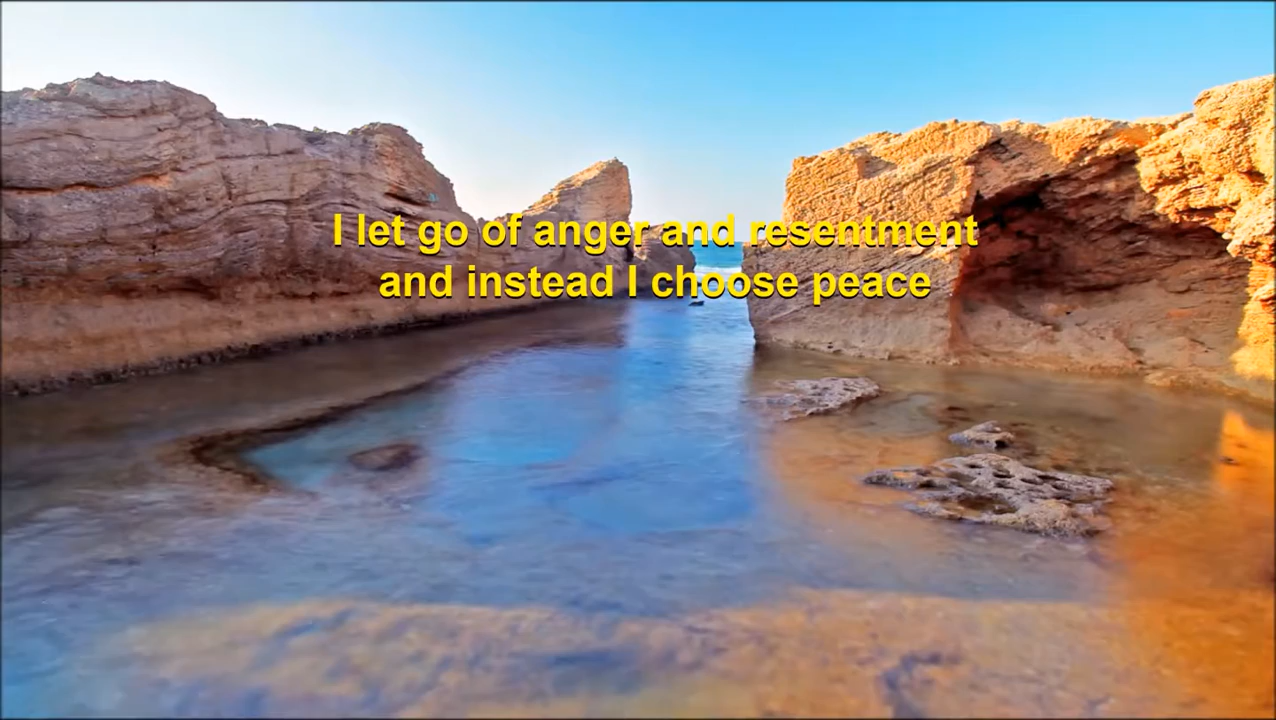 I let go of anger and resentment
and instead I choose peace